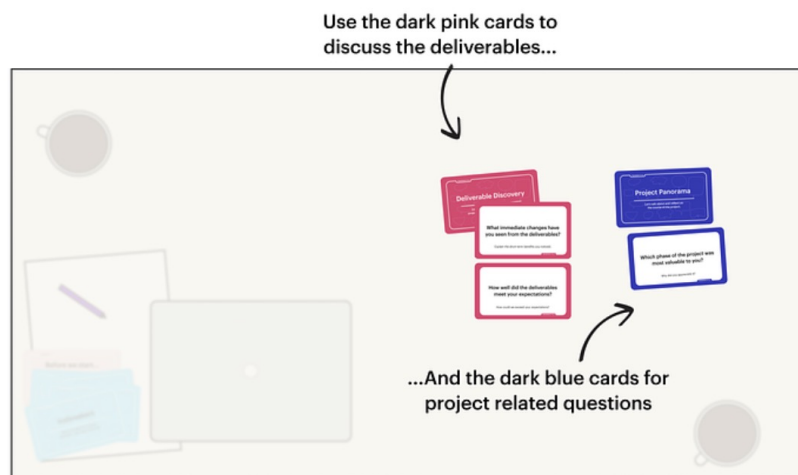 Use the dark pink cards to
discuss the deliverables...
Deliverable Discovery
What immediate changes have
you seen from the deliverables?
How well did the deliverables
meet your expectations?
Project Panorama
Which phase of the project was
most valuable to you?
...And the dark blue cards for
project related questions